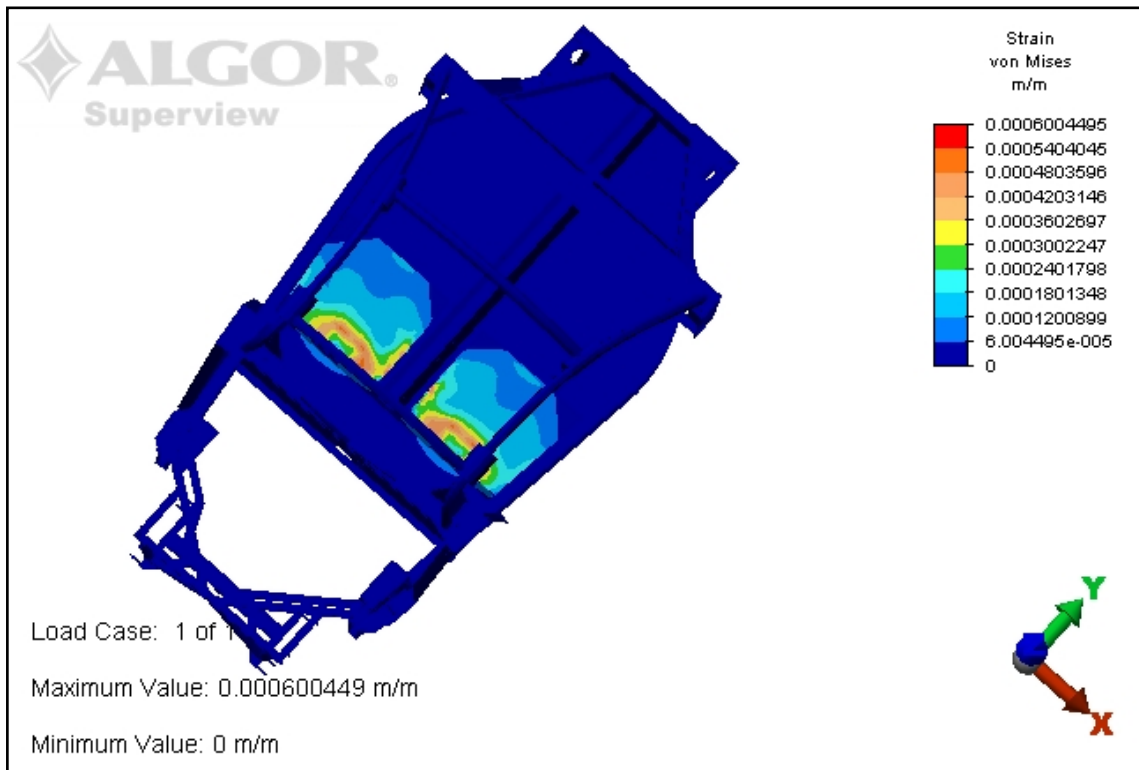 ALGOR®
Superview
Strain
von Mises
m/m
0.0006004495
0.0005404045
0.0004803596
0.0004203146
0.0003602697
0.0003002247
0.0002401798
0.0001801348
0.0001200899
6.004495e-005
0
Y
X
Load Case: 1 of 1
Maximum Value: 0.000600449 m/m
Minimum Value: 0 m/m